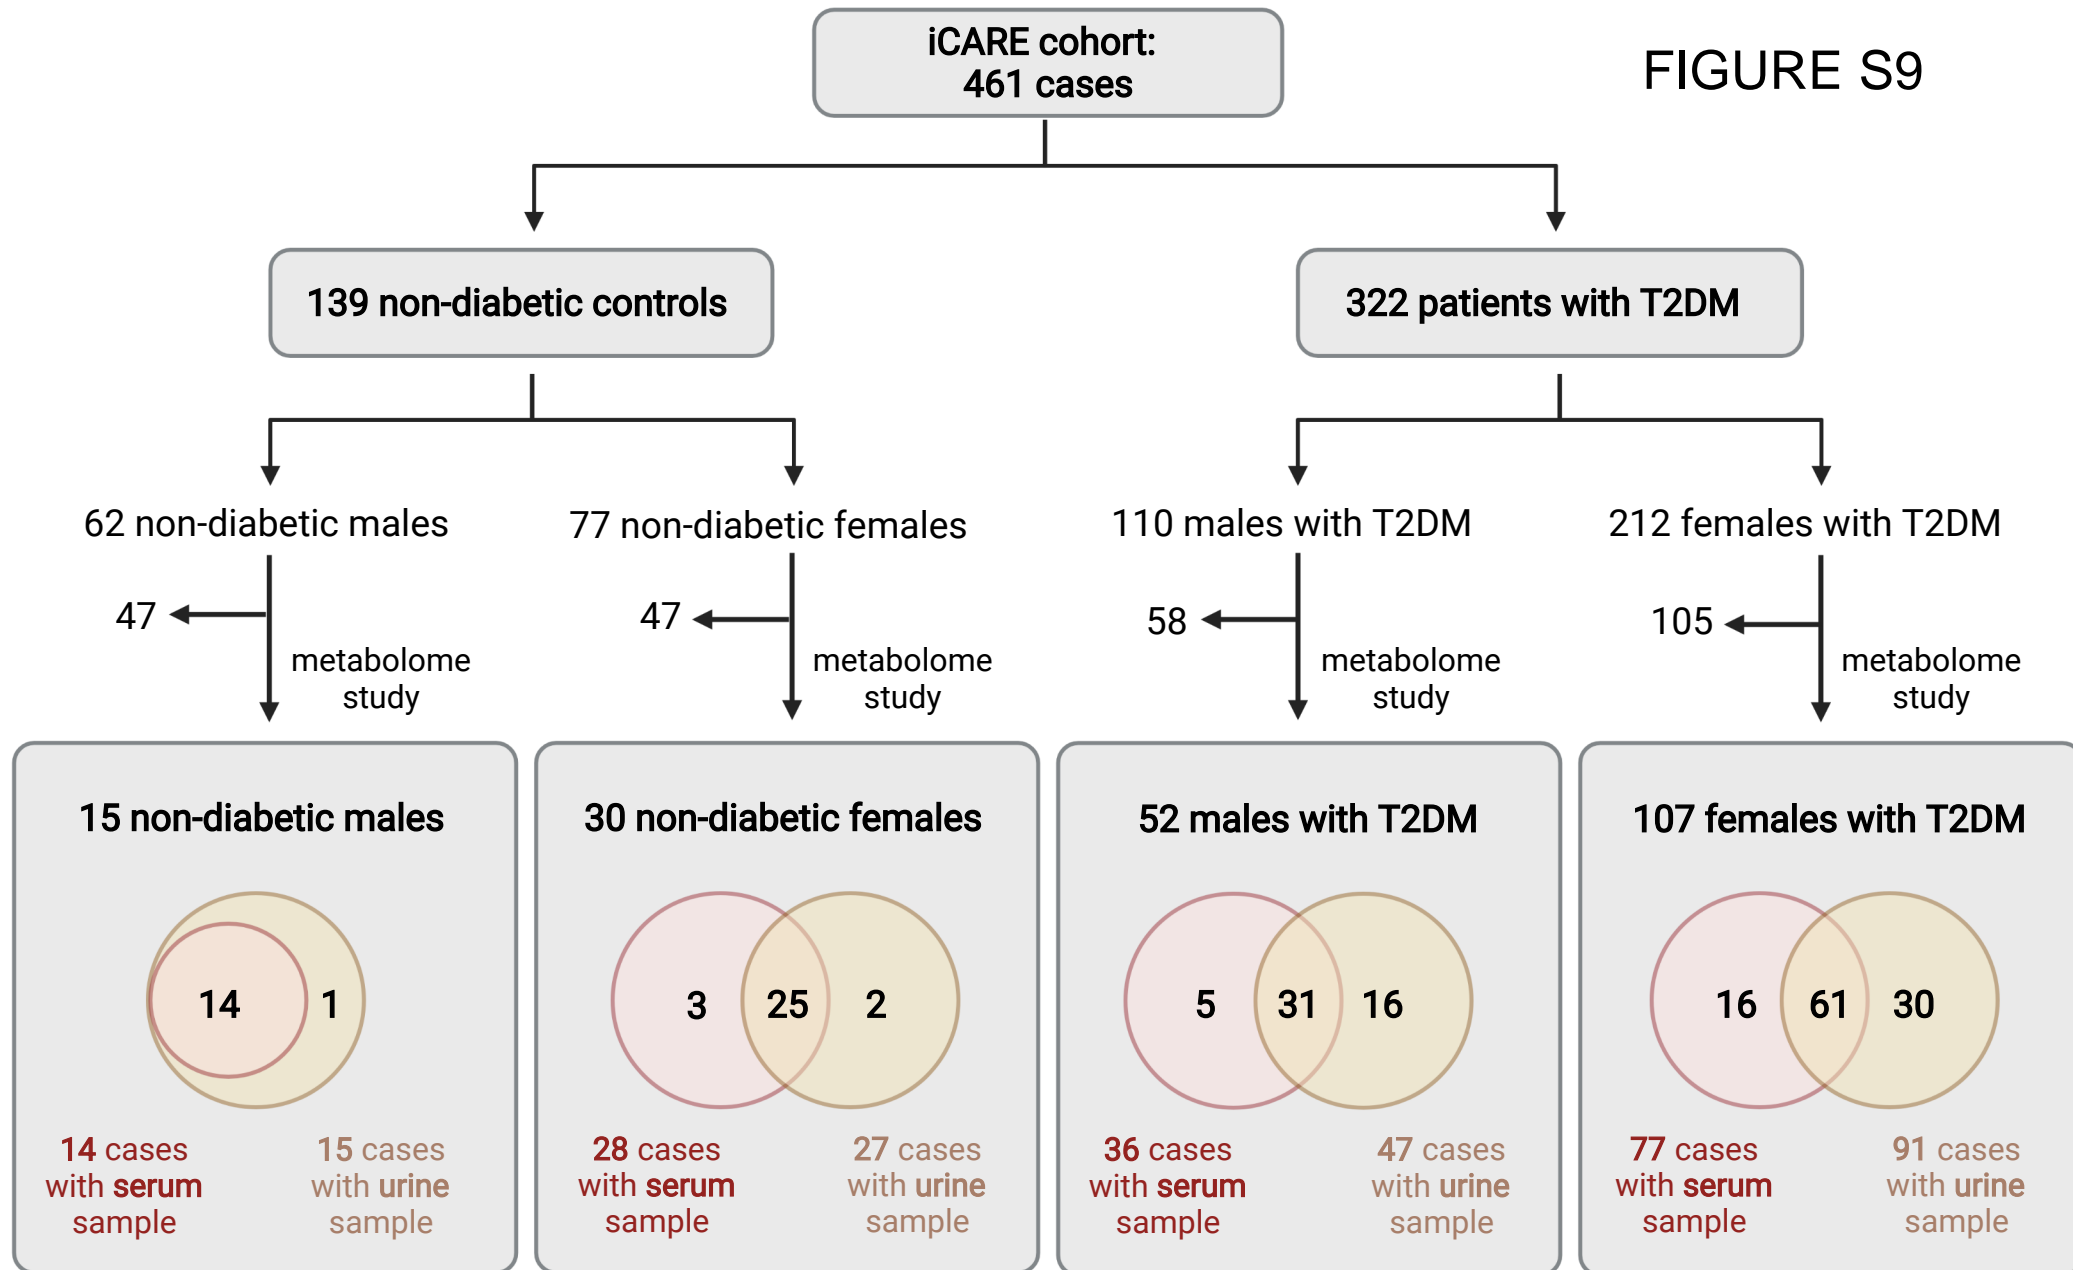 iCARE cohort:
461 cases
FIGURE S9
139 non-diabetic controls
322 patients with T2DM
62 non-diabetic males
77 non-diabetic females
110 males with T2DM
212 females with T2DM
47
47
58
105
metabolome
study
metabolome
study
metabolome
study
metabolome
study
15 non-diabetic males
14
1
14 cases
with serum
sample
15 cases
with urine
sample
30 non-diabetic females
3
25
2
28 cases
with serum
sample
27 cases
with urine
sample
52 males with T2DM
5
31
16
36 cases
with serum
sample
47 cases
with urine
sample
107 females with T2DM
16
61
30
77 cases
with serum
sample
91 cases
with urine
sample